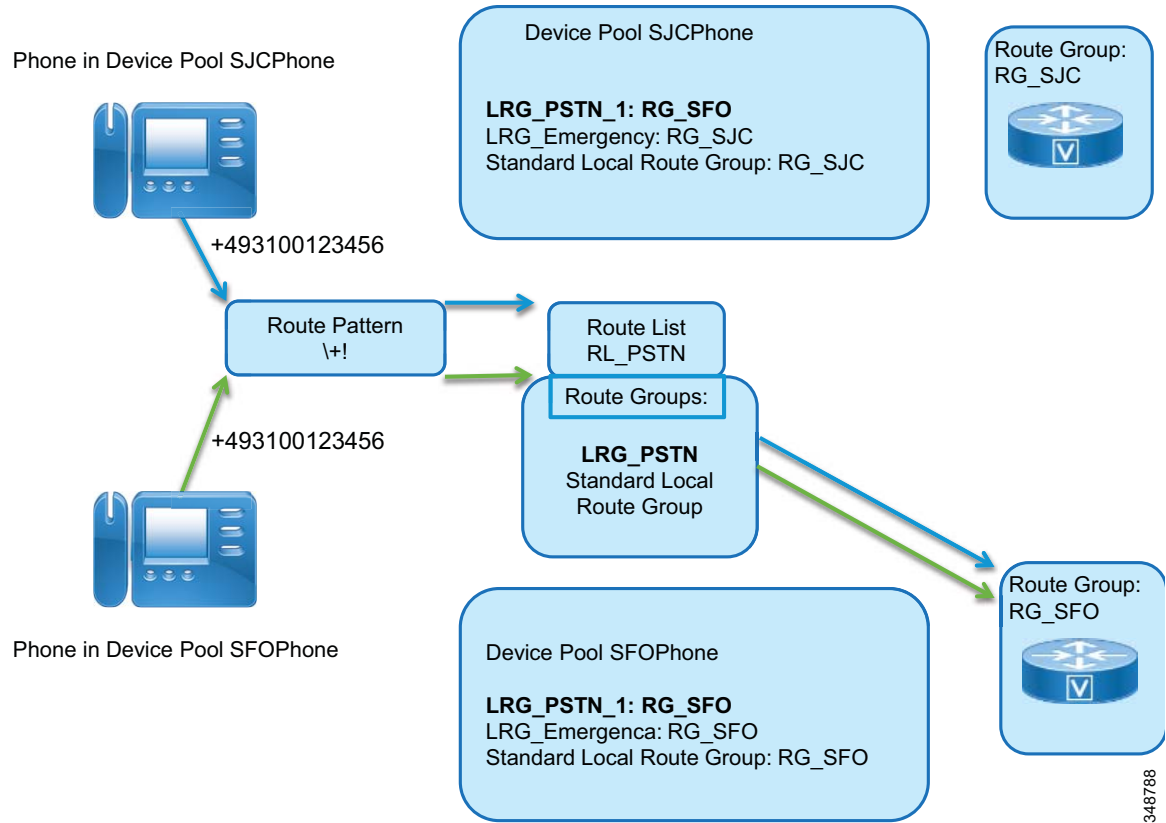 Phone in Device Pool SJCPhone
Device Pool SJCPhone
LRG_PSTN_1: RG_SFO
LRG_Emergency: RG_SJC
Standard Local Route Group: RG_SJC
Route Group:
RG_SJC
V
+493100123456
Route Pattern
\+!
Route List
RL_PSTN
Route Groups:
LRG_PSTN
Standard Local
Route Group
+493100123456
Phone in Device Pool SFOPhone
Device Pool SFOPhone
LRG_PSTN_1: RG_SFO
LRG_Emergenca: RG_SFO
Standard Local Route Group: RG_SFO
Route Group:
RG_SFO
V
348788